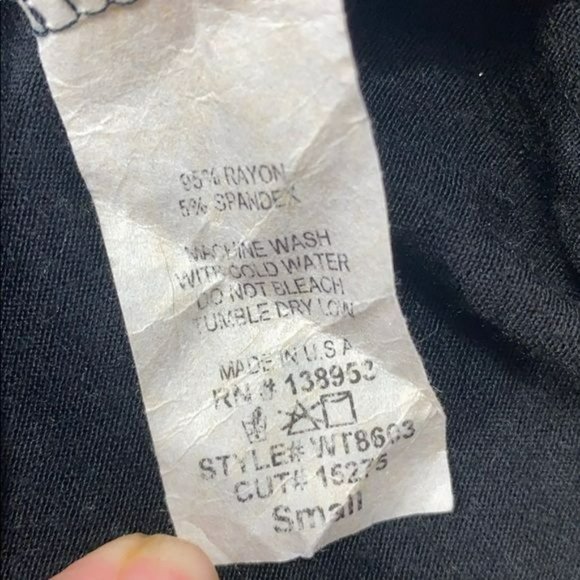 95% RAYON
5% SPANDEX
MACHINE WASH
WITH COLD WATER
DO NOT BLEACH
TUMBLE DRY LOW
MADE IN U.S.A
RN # 138953
STYLE# WT8603
CUT# 15275
Small